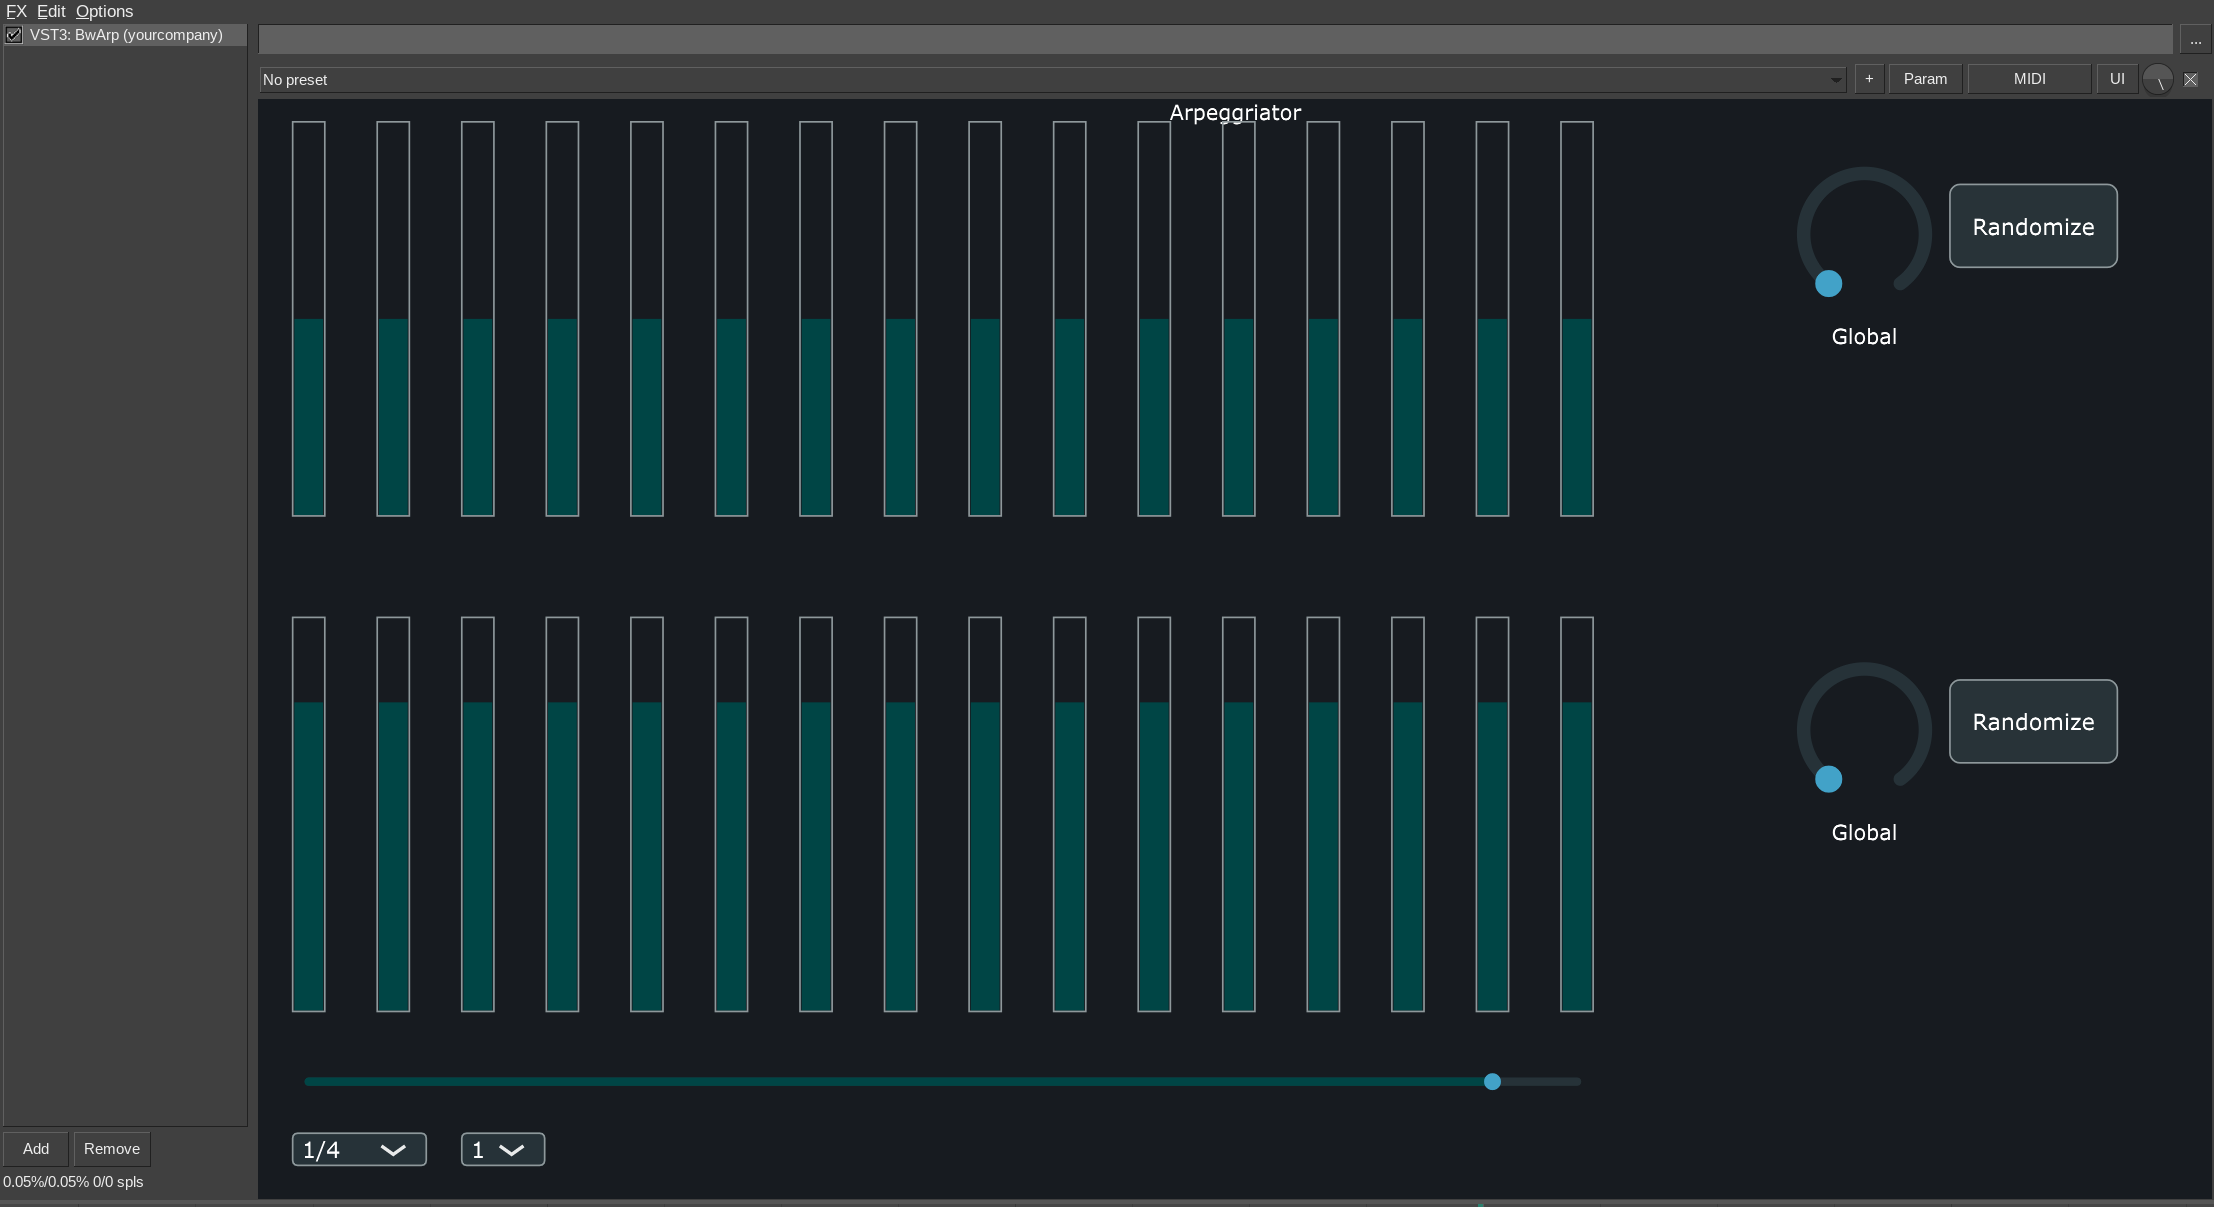 FX Edit Options
VST3: BwArp (yourcompany)
...
No preset
+ Param MIDI UI
Arpeggriator
Randomize
Global
Randomize
Global
1/4 1
Add Remove
0.05%/0.05% 0/0 spls